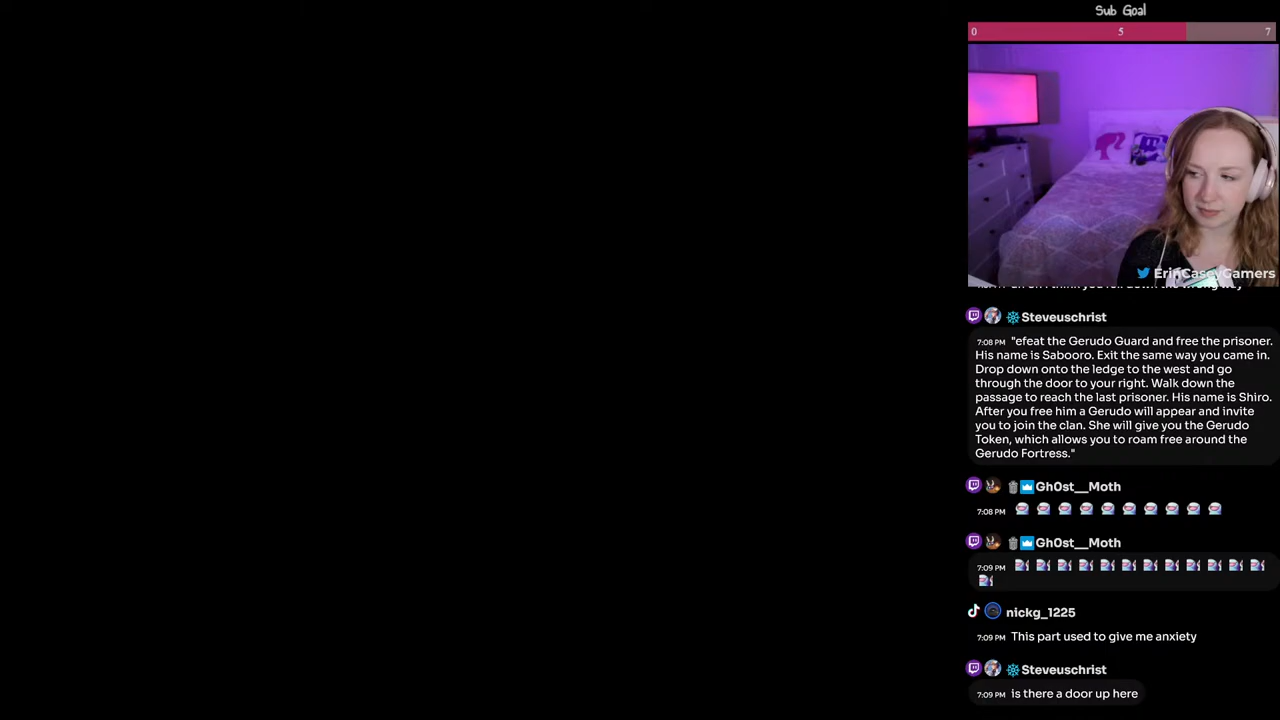 Sub Goal
0 5 7
ErinCaseyGamers
Steveuschrist
7:08 PM "efeat the Gerudo Guard and free the prisoner.
His name is Sabooro. Exit the same way you came in.
Drop down onto the ledge to the west and go
through the door to your right. Walk down the
passage to reach the last prisoner. His name is Shiro.
After you free him a Gerudo will appear and invite
you to join the clan. She will give you the Gerudo
Token, which allows you to roam free around the
Gerudo Fortress."
Gh0st__Moth
7:08 PM
Gh0st__Moth
7:09 PM
nickg_1225
7:09 PM This part used to give me anxiety
Steveuschrist
7:09 PM is there a door up here